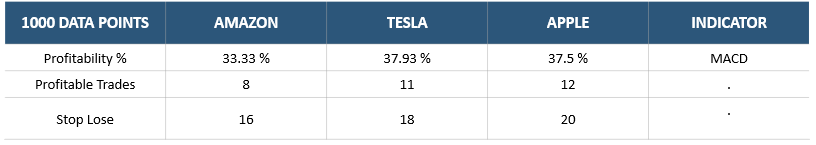 1000 DATA POINTS AMAZON TESLA APPLE INDICATOR
Profitability % 33.33 % 37.93 % 37.5 % MACD
Profitable Trades 8 11 12 .
Stop Lose 16 18 20 .